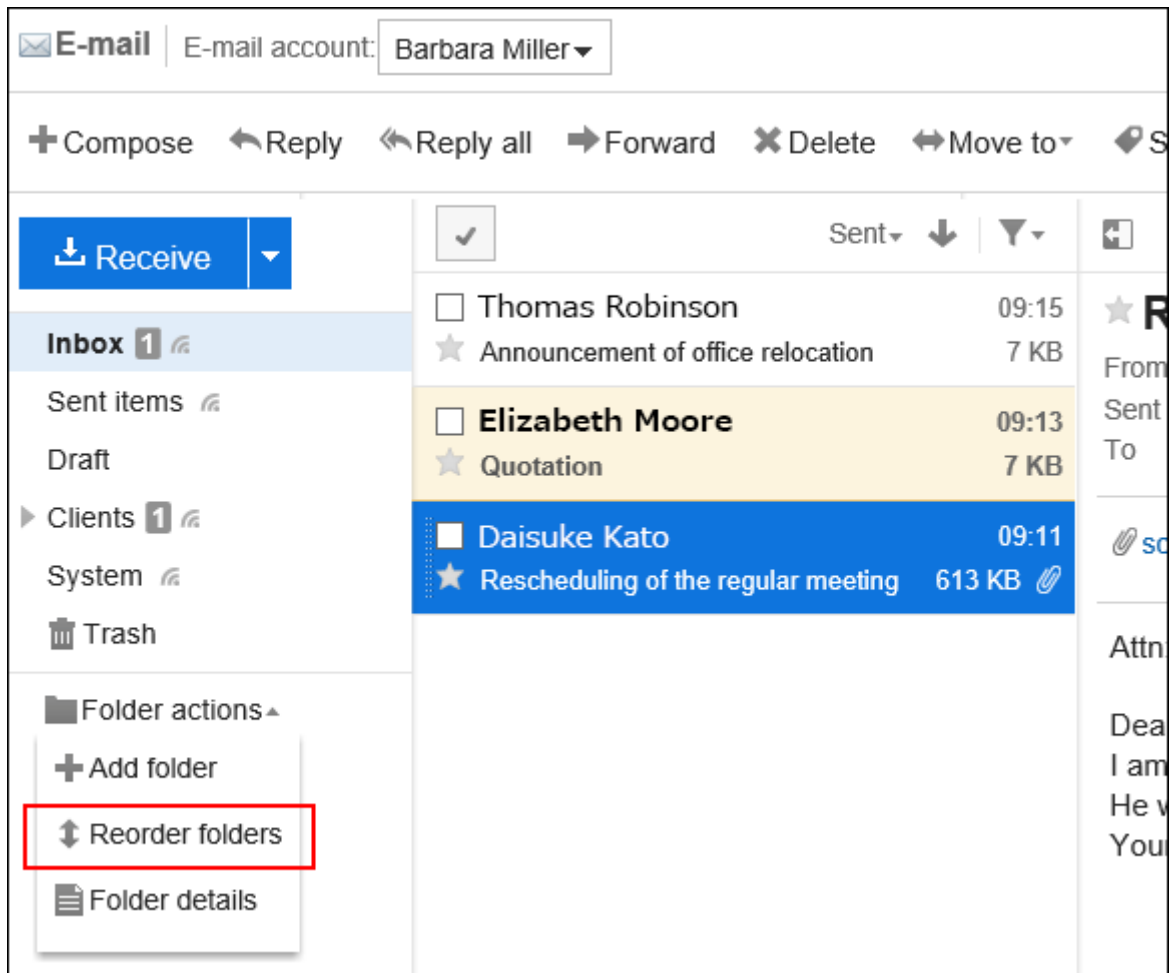 E-mail E-mail account: Barbara Miller
Compose Reply Reply all Forward Delete Move to S
Receive
Inbox 1
Sent items
Draft
Clients 1
System
Trash
Folder actions
Add folder
Reorder folders
Folder details
Sent
Thomas Robinson 09:15
Announcement of office relocation 7 KB
Elizabeth Moore 09:13
Quotation 7 KB
Daisuke Kato 09:11
Rescheduling of the regular meeting 613 KB
R
From
Sent
To
sc
Attn:
Dea
I am
He
You